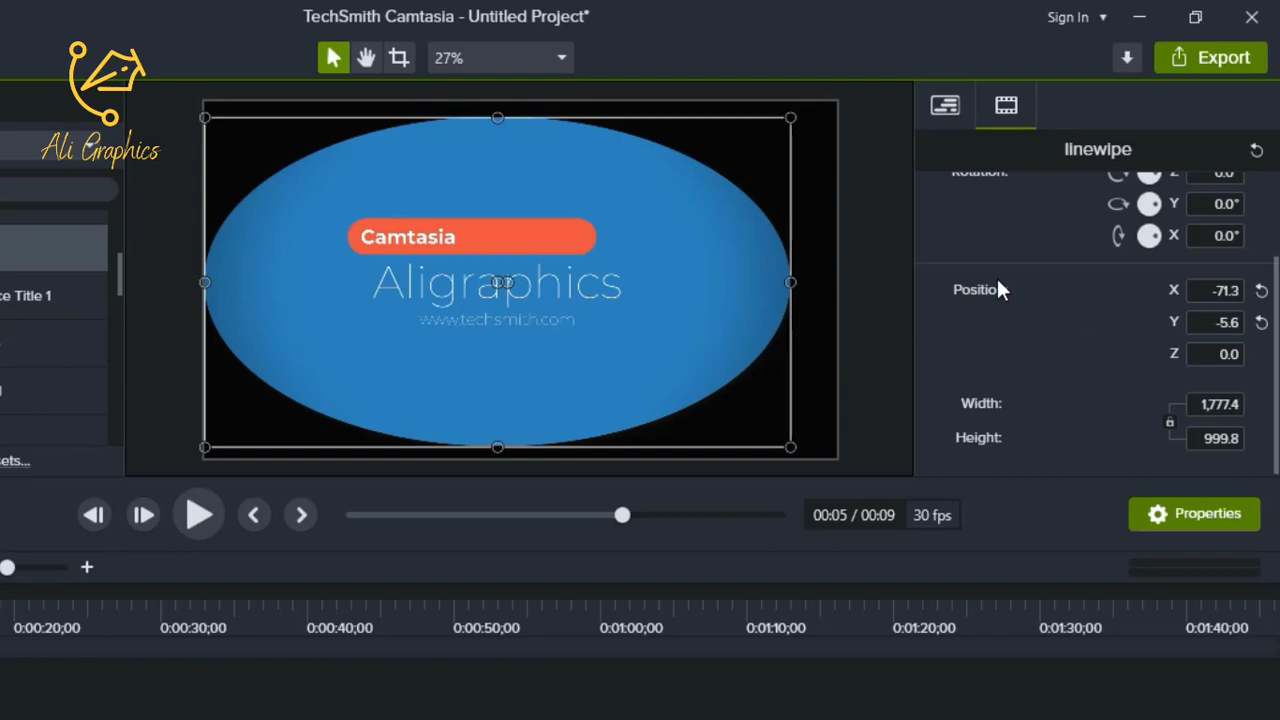 TechSmith Camtasia - Untitled Project*
Sign In
27%
Export
Ali Graphics
linewipe
Rotation:
Z 0.0°
Y 0.0°
X 0.0°
Camtasia
Aligraphics
www.techsmith.com
ce Title 1
Position
X -71.3
Y -5.6
Z 0.0
Width: 1,777.4
Height: 999.8
sets...
00:05 / 00:09 30 fps
Properties
0:00:20;00 0:00:30;00 0:00:40;00 0:00:50;00 0:01:00;00 0:01:10;00 0:01:20;00 0:01:30;00 0:01:40;00